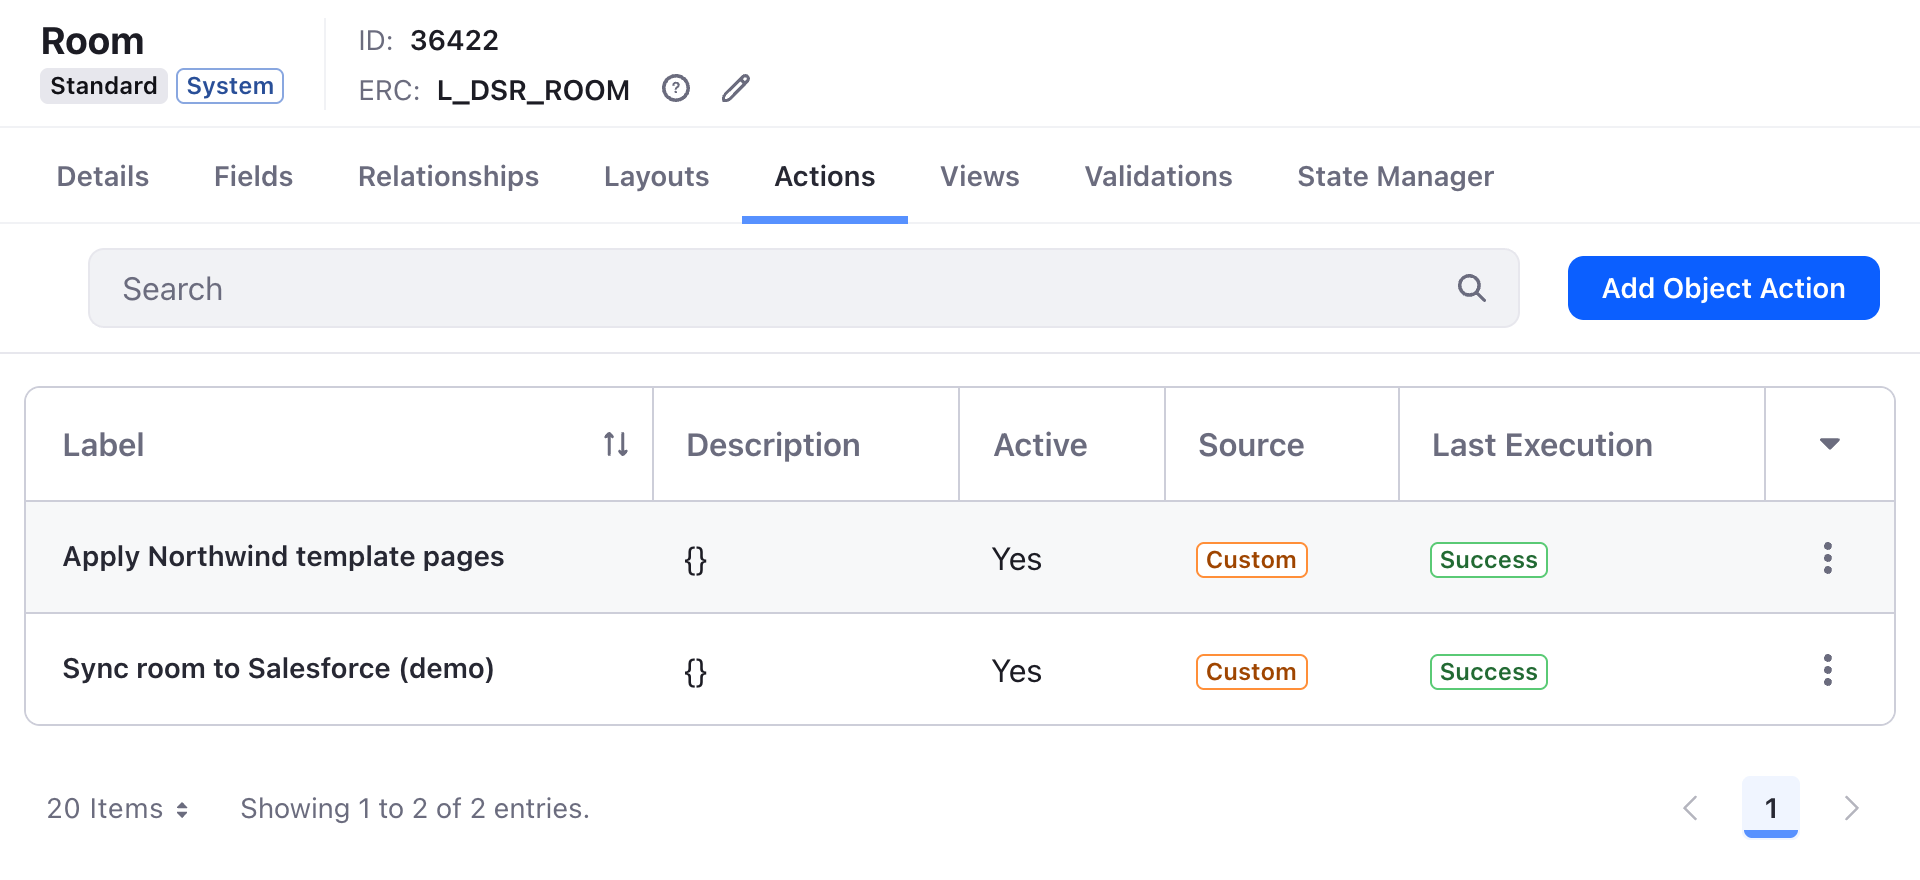 Room
Standard System
ID: 36422
ERC: L_DSR_ROOM
Details Fields Relationships Layouts Actions Views Validations State Manager
Search
Add Object Action
Label Description Active Source Last Execution
Apply Northwind template pages {} Yes Custom Success
Sync room to Salesforce (demo) {} Yes Custom Success
20 Items Showing 1 to 2 of 2 entries. 1